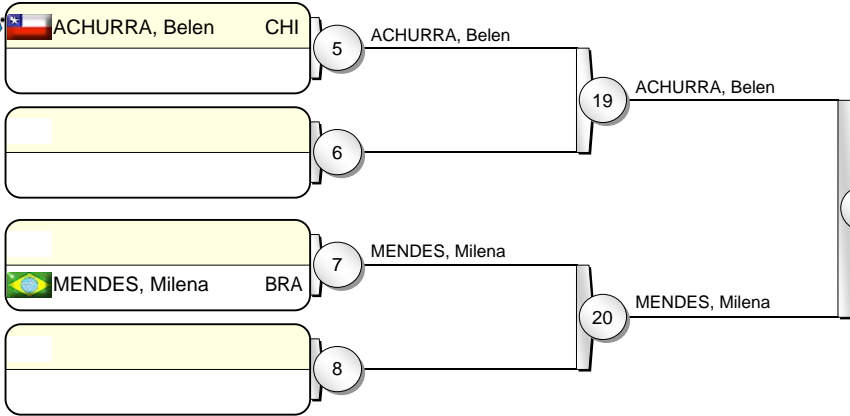 ACHURRA, Belen CHI
5
ACHURRA, Belen
6
19
ACHURRA, Belen
MENDES, Milena BRA
7
MENDES, Milena
8
20
MENDES, Milena